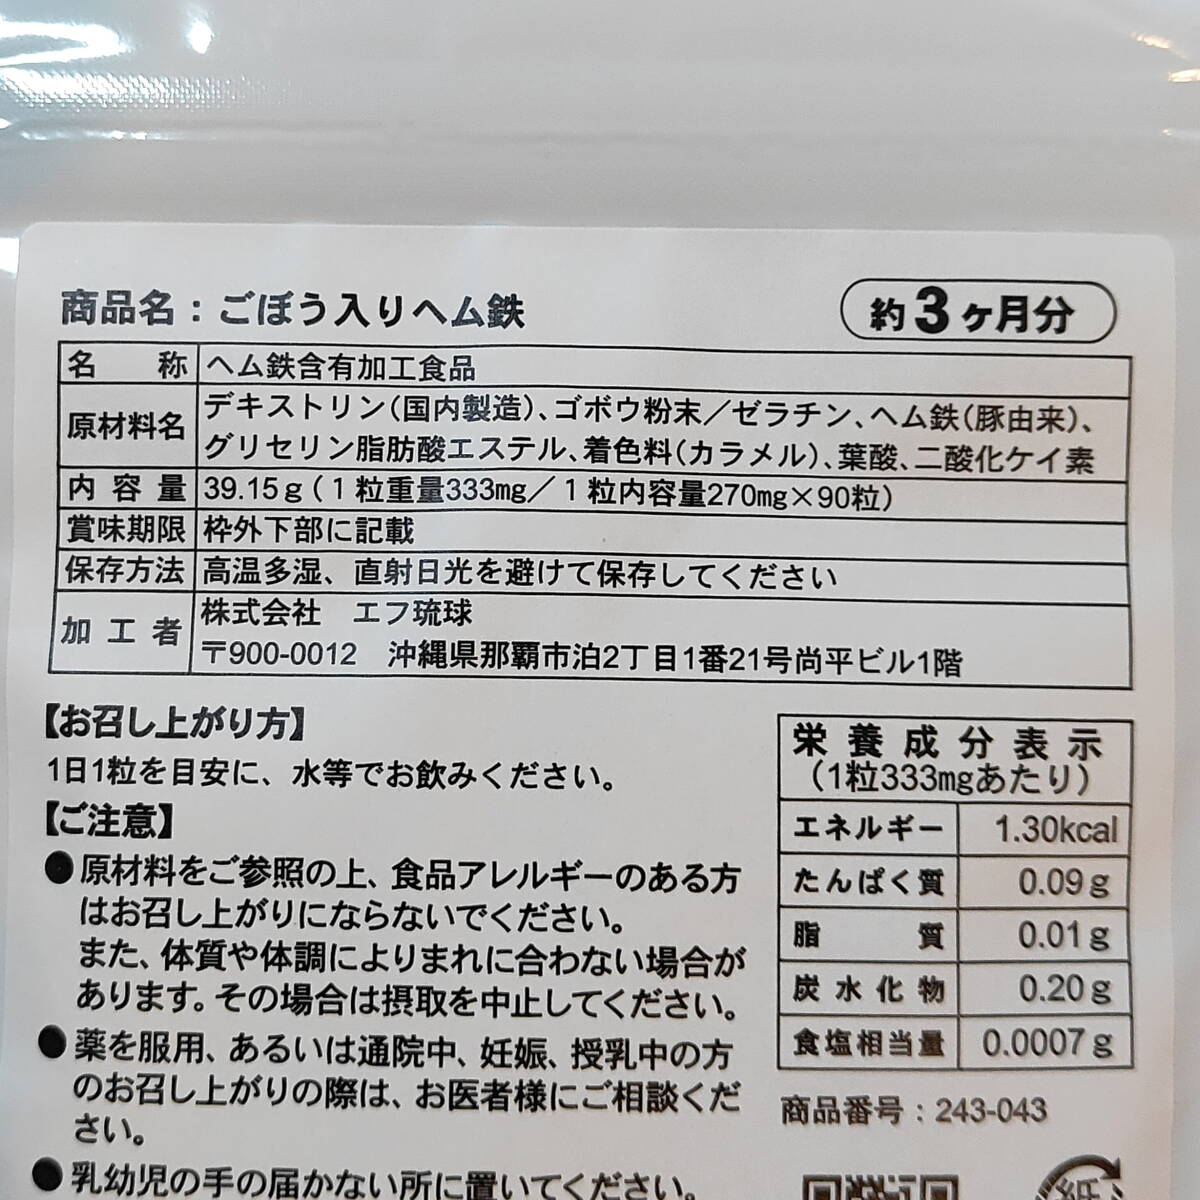 商品名：ごぼう入りヘム鉄
約3ヶ月分
名称 ヘム鉄含有加工食品
原材料名 デキストリン(国内製造)、ゴボウ粉末／ゼラチン、ヘム鉄(豚由来)、
グリセリン脂肪酸エステル、着色料(カラメル)、葉酸、二酸化ケイ素
内容量 39.15g(1粒重量333mg／1粒内容量270mg×90粒)
賞味期限 枠外下部に記載
保存方法 高温多湿、直射日光を避けて保存してください
加工者 株式会社 エフ琉球
〒900-0012 沖縄県那覇市泊2丁目1番21号尚平ビル1階
【お召し上がり方】
1日1粒を目安に、水等でお飲みください。
【ご注意】
●原材料をご参照の上、食品アレルギーのある方
はお召し上がりにならないでください。
また、体質や体調によりまれに合わない場合が
あります。その場合は摂取を中止してください。
●薬を服用、あるいは通院中、妊娠、授乳中の方
のお召し上がりの際は、お医者様にご相談くだ
さい。
●乳幼児の手の届かない所に置いてください。
栄養成分表示
(1粒333mgあたり)
エネルギー 1.30kcal
たんぱく質 0.09g
脂質 0.01g
炭水化物 0.20g
食塩相当量 0.0007g
商品番号：243-043
紙